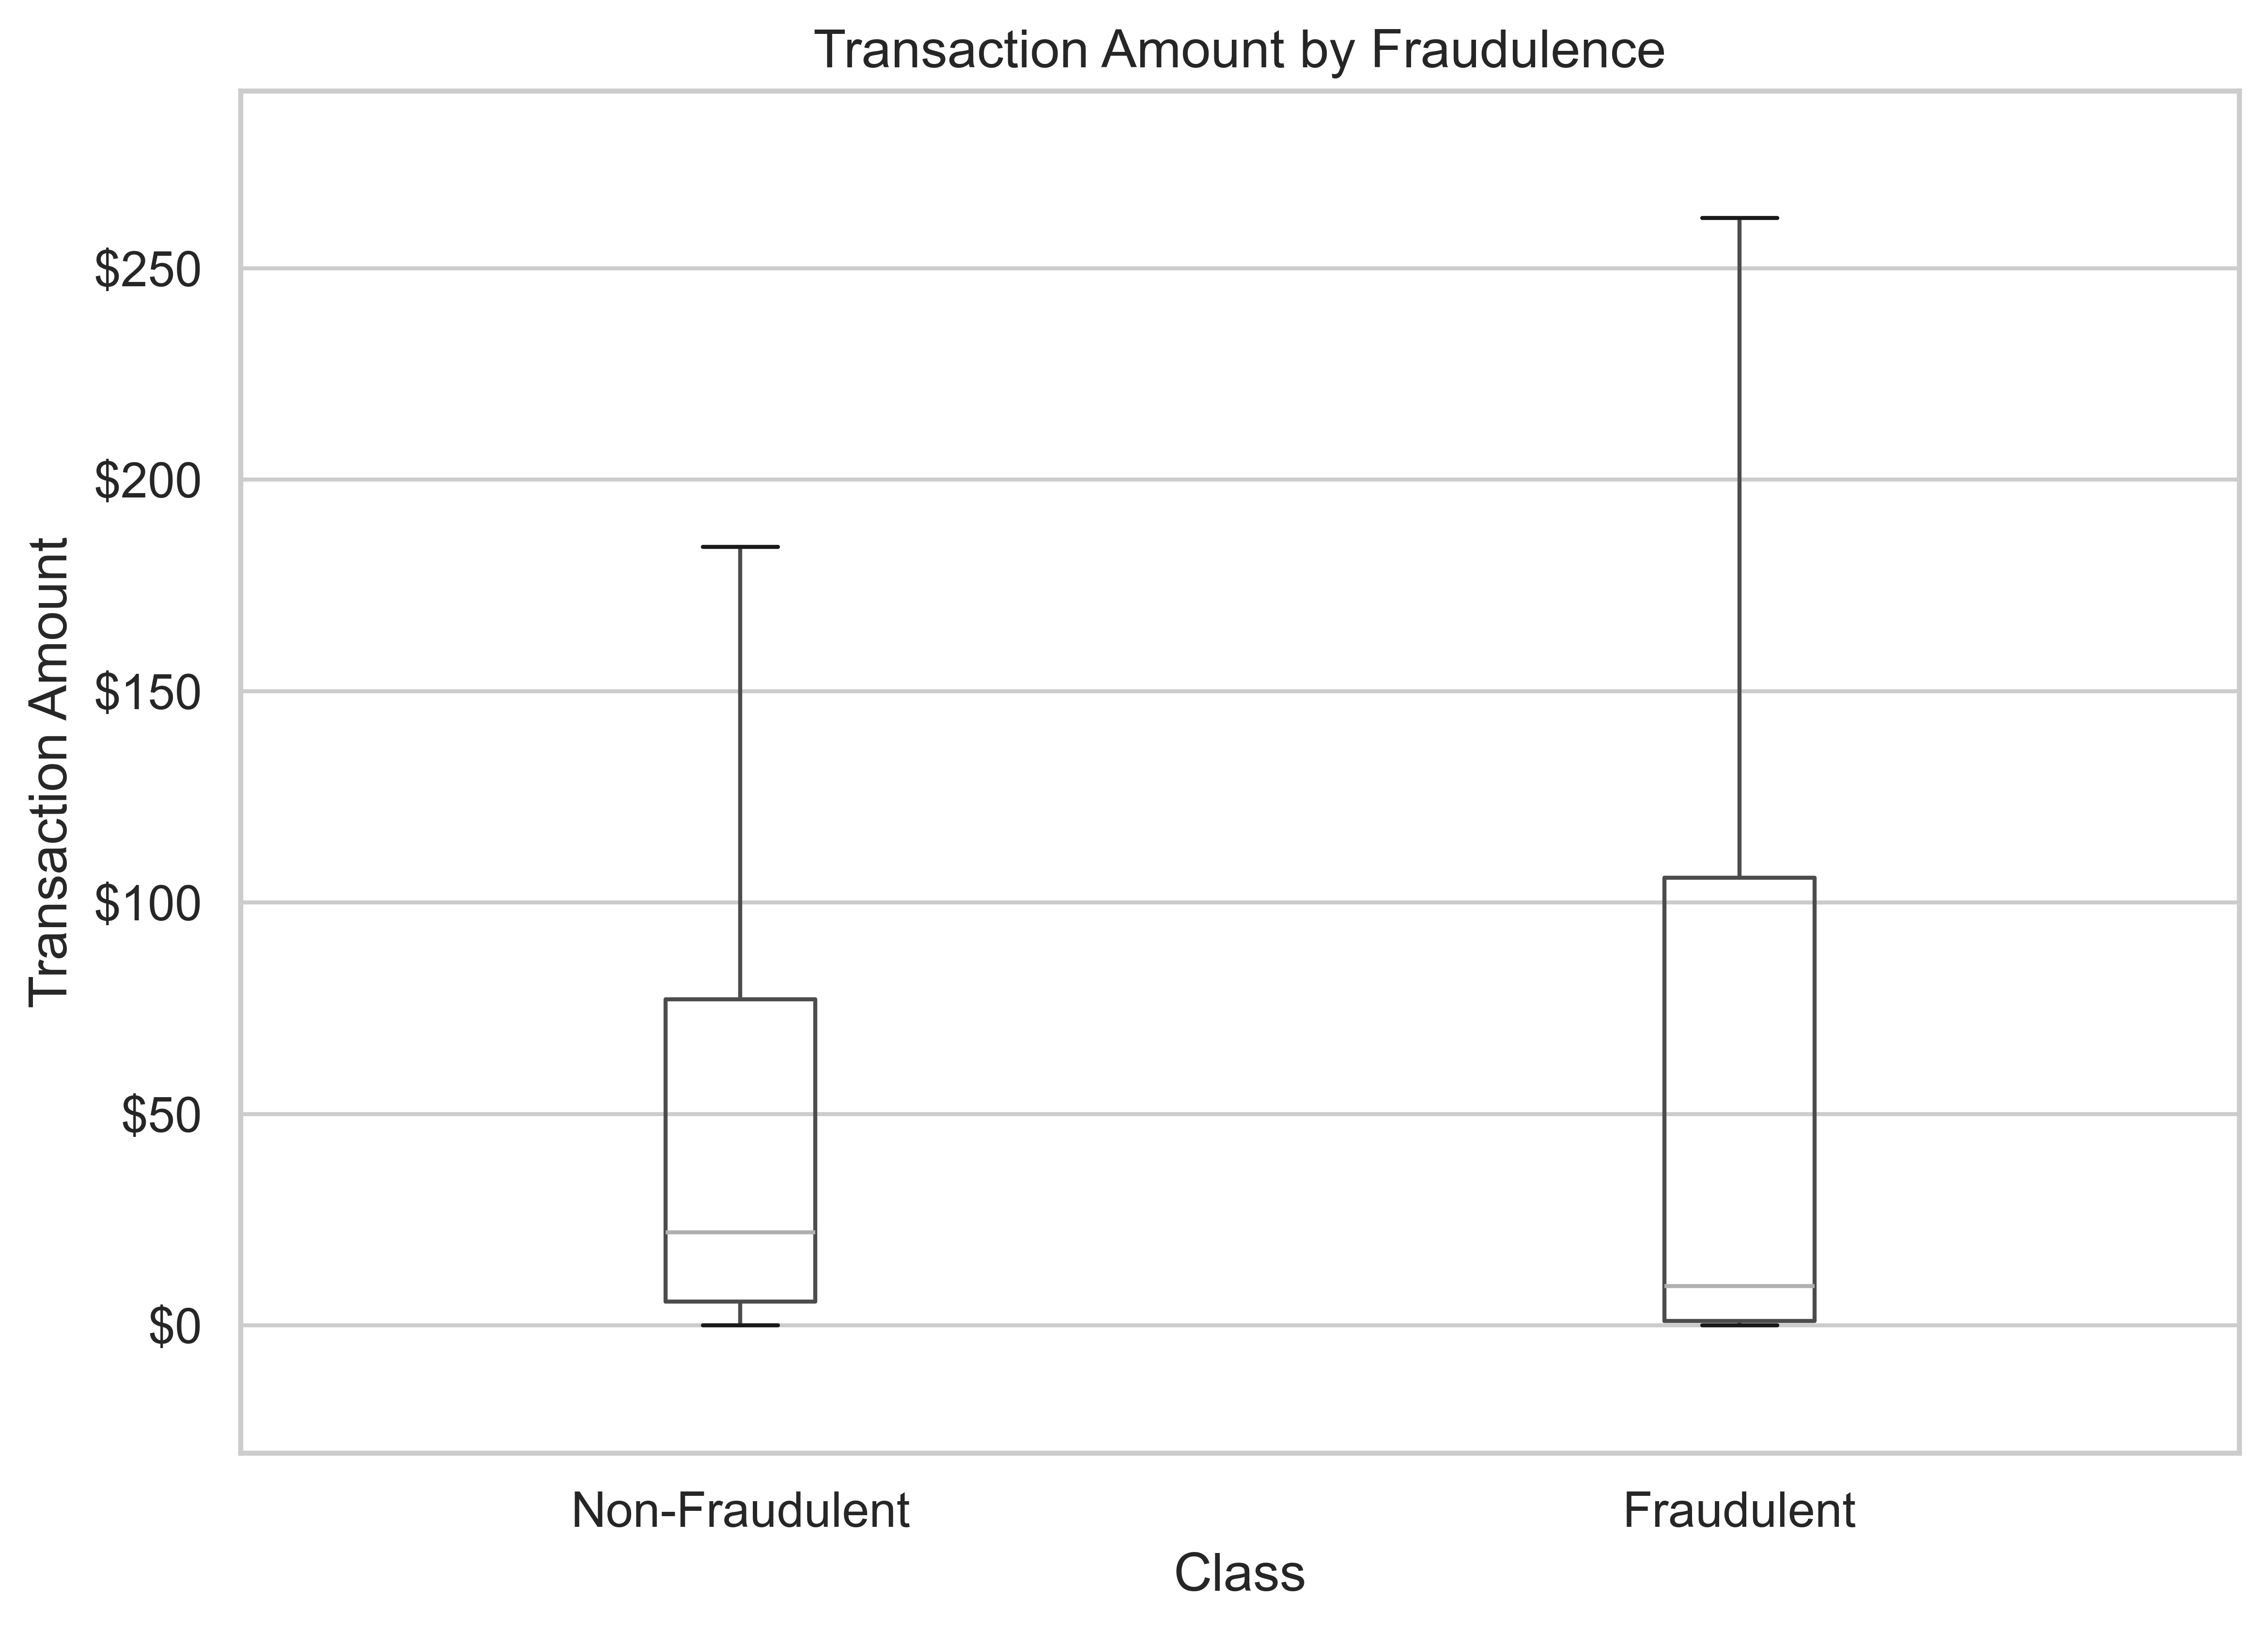 Transaction Amount by Fraudulence
Transaction Amount
$250
$200
$150
$100
$50
$0
Non-Fraudulent
Fraudulent
Class